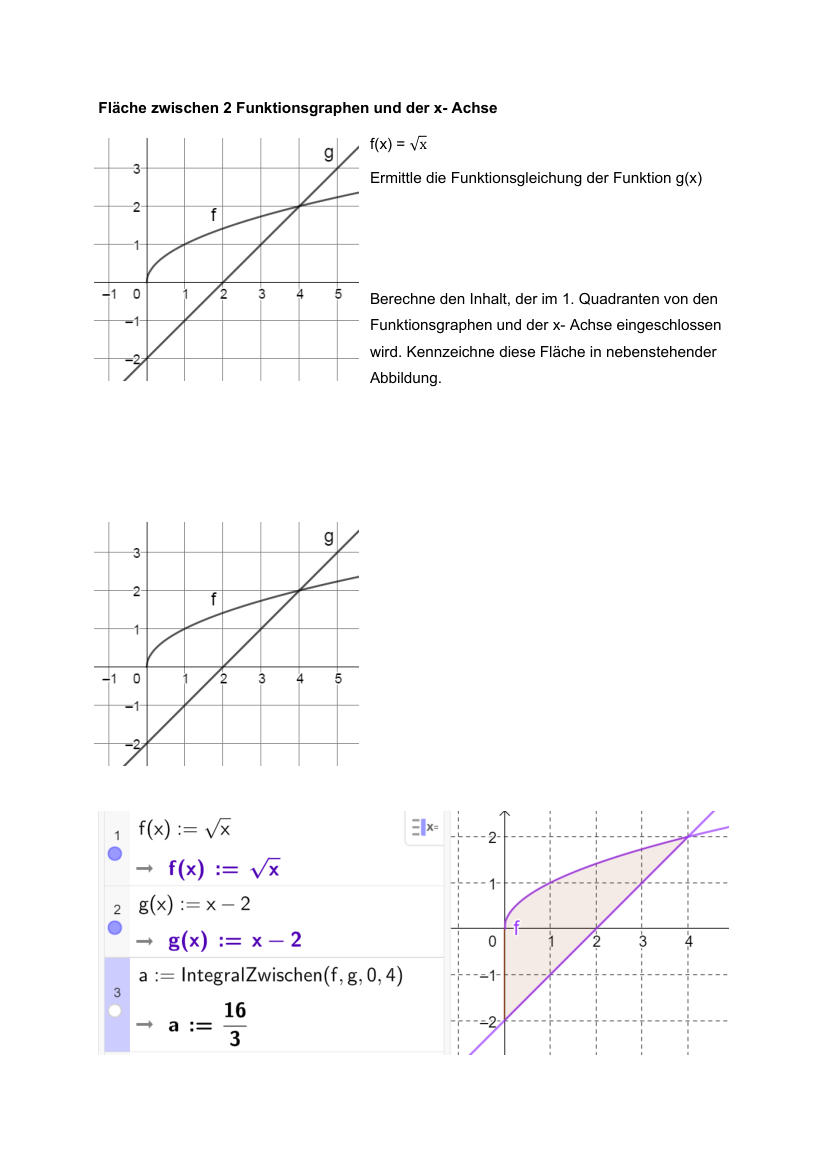 Fläche zwischen 2 Funktionsgraphen und der x- Achse
f(x) = √x
Ermittle die Funktionsgleichung der Funktion g(x)
g
3
2
f
1
−1 0 1 2 3 4 5
−1
−2
Berechne den Inhalt, der im 1. Quadranten von den
Funktionsgraphen und der x- Achse eingeschlossen
wird. Kennzeichne diese Fläche in nebenstehender
Abbildung.
g
3
2
f
1
−1 0 1 2 3 4 5
−1
−2
1
f(x) := √x
→ f(x) := √x
2
g(x) := x − 2
→ g(x) := x − 2
3
a := IntegralZwischen(f, g, 0, 4)
→ a := 16/3
x=
2
1
f
0 1 2 3 4
−1
−2